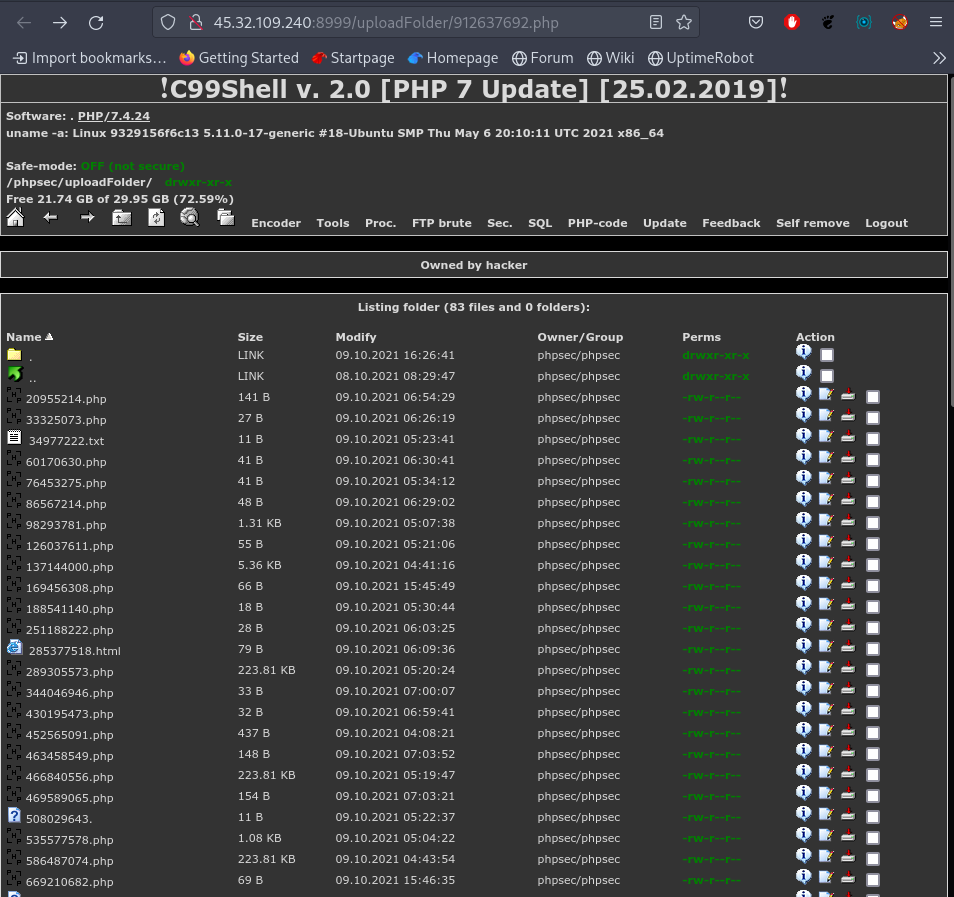 45.32.109.240:8999/uploadFolder/912637692.php
Import bookmarks… Getting Started Startpage Homepage Forum Wiki UptimeRobot
!C99Shell v. 2.0 [PHP 7 Update] [25.02.2019]!
Software: . PHP/7.4.24
uname -a: Linux 9329156f6c13 5.11.0-17-generic #18-Ubuntu SMP Thu May 6 20:10:11 UTC 2021 x86_64
Safe-mode: OFF (not secure)
/phpsec/uploadFolder/ drwxr-xr-x
Free 21.74 GB of 29.95 GB (72.59%)
Encoder Tools Proc. FTP brute Sec. SQL PHP-code Update Feedback Self remove Logout
Owned by hacker
Listing folder (83 files and 0 folders):
Name Size Modify Owner/Group Perms Action
. LINK 09.10.2021 16:26:41 phpsec/phpsec drwxr-xr-x
.. LINK 08.10.2021 08:29:47 phpsec/phpsec drwxr-xr-x
20955214.php 141 B 09.10.2021 06:54:29 phpsec/phpsec -rw-r--r--
33325073.php 27 B 09.10.2021 06:26:19 phpsec/phpsec -rw-r--r--
34977222.txt 11 B 09.10.2021 05:23:41 phpsec/phpsec -rw-r--r--
60170630.php 41 B 09.10.2021 06:30:41 phpsec/phpsec -rw-r--r--
76453275.php 41 B 09.10.2021 05:34:12 phpsec/phpsec -rw-r--r--
86567214.php 48 B 09.10.2021 06:29:02 phpsec/phpsec -rw-r--r--
98293781.php 1.31 KB 09.10.2021 05:07:38 phpsec/phpsec -rw-r--r--
126037611.php 55 B 09.10.2021 05:21:06 phpsec/phpsec -rw-r--r--
137144000.php 5.36 KB 09.10.2021 04:41:16 phpsec/phpsec -rw-r--r--
169456308.php 66 B 09.10.2021 15:45:49 phpsec/phpsec -rw-r--r--
188541140.php 18 B 09.10.2021 05:30:44 phpsec/phpsec -rw-r--r--
251188222.php 28 B 09.10.2021 06:03:25 phpsec/phpsec -rw-r--r--
285377518.html 79 B 09.10.2021 06:09:36 phpsec/phpsec -rw-r--r--
289305573.php 223.81 KB 09.10.2021 05:20:24 phpsec/phpsec -rw-r--r--
344046946.php 33 B 09.10.2021 07:00:07 phpsec/phpsec -rw-r--r--
430195473.php 32 B 09.10.2021 06:59:41 phpsec/phpsec -rw-r--r--
452565091.php 437 B 09.10.2021 04:08:21 phpsec/phpsec -rw-r--r--
463458549.php 148 B 09.10.2021 07:03:52 phpsec/phpsec -rw-r--r--
466840556.php 223.81 KB 09.10.2021 05:19:47 phpsec/phpsec -rw-r--r--
469589065.php 154 B 09.10.2021 07:03:21 phpsec/phpsec -rw-r--r--
508029643. 11 B 09.10.2021 05:22:37 phpsec/phpsec -rw-r--r--
535577578.php 1.08 KB 09.10.2021 05:04:22 phpsec/phpsec -rw-r--r--
586487074.php 223.81 KB 09.10.2021 04:43:54 phpsec/phpsec -rw-r--r--
669210682.php 69 B 09.10.2021 15:46:35 phpsec/phpsec -rw-r--r--